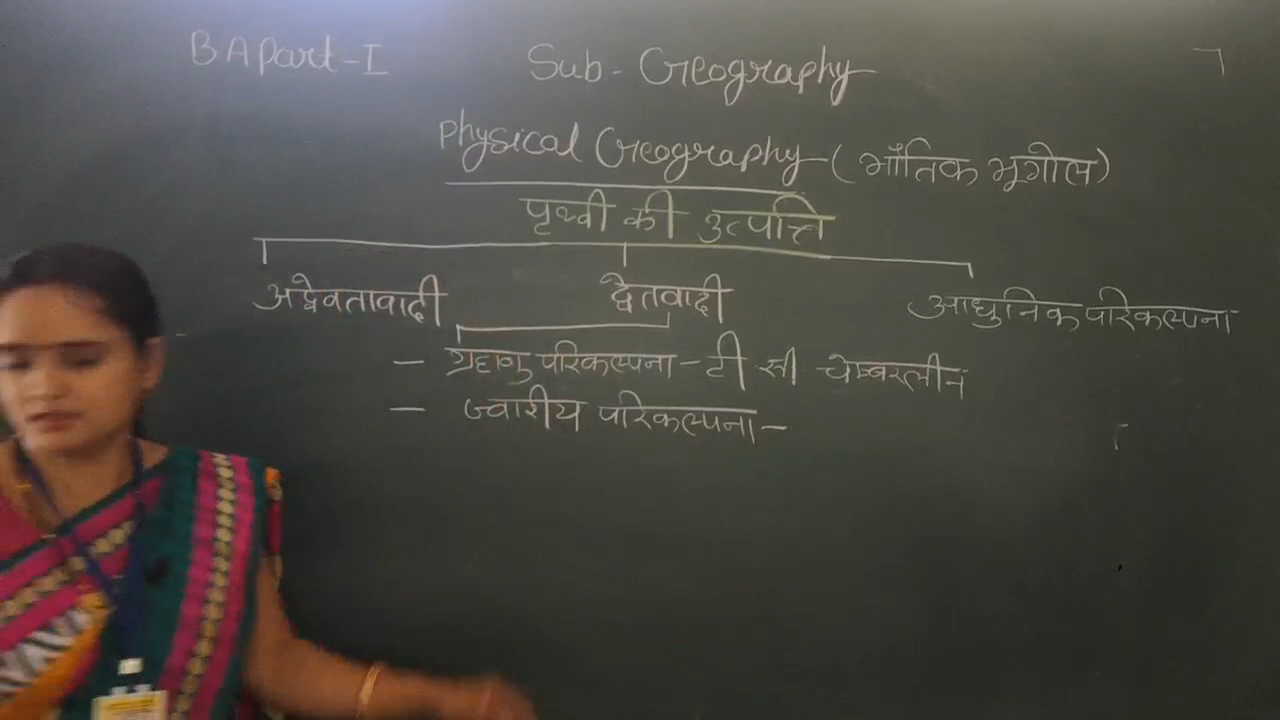 B A Part-I Sub- Geography
Physical Geography (भौतिक भूगोल)
पृथ्वी की उत्पत्ति
अद्वेवतावादी द्वैतवादी आधुनिक परिकल्पना
- ग्रहाणु परिकल्पना - टी सी चेम्बरलीन
- ज्वारीय परिकल्पना -